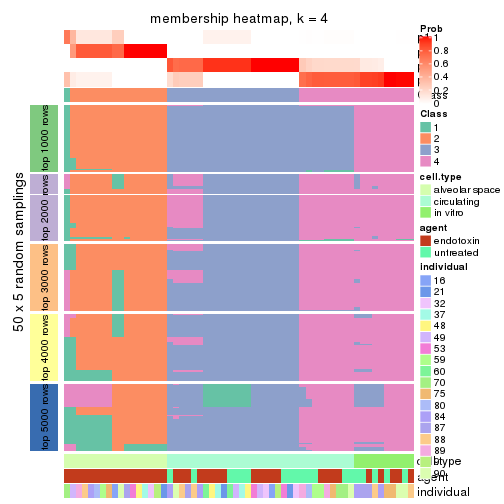 membership heatmap, k = 4
50 x 5 random samplings
top 1000 rows
top 2000 rows
top 3000 rows
top 4000 rows
top 5000 rows
Prob
1
0.8
0.6
0.4
0.2
0
Class
1
2
3
4
cell.type
alveolar space
circulating
in vitro
agent
endotoxin
untreated
individual
16
21
32
37
48
49
53
59
60
70
75
80
84
87
88
89
90
cell.type
agent
individual